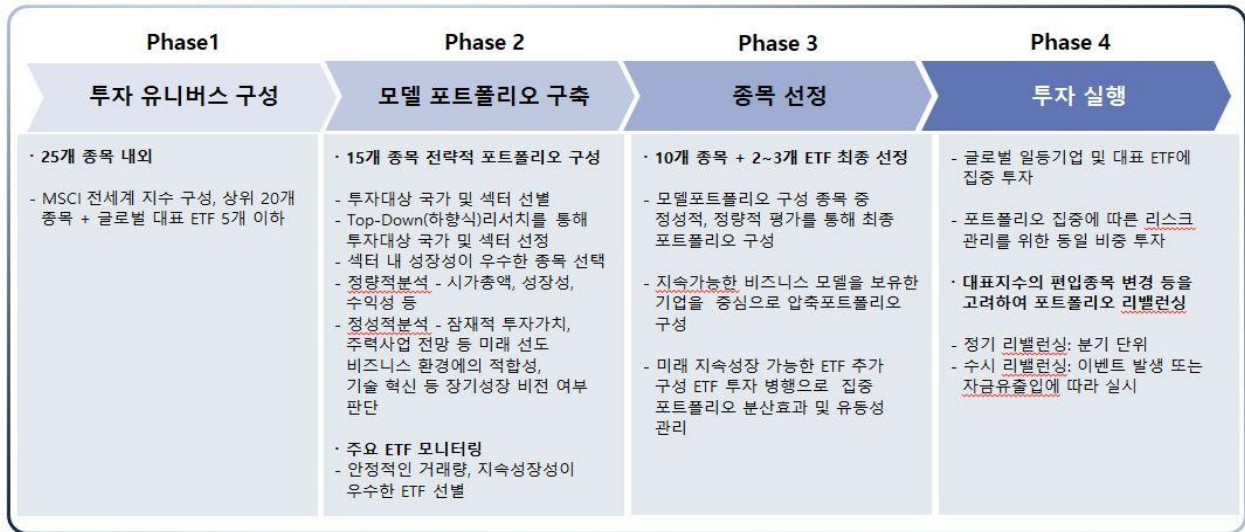 Phase1
투자 유니버스 구성
· 25개 종목 내외
- MSCI 전세계 지수 구성, 상위 20개
종목 + 글로벌 대표 ETF 5개 이하
Phase 2
모델 포트폴리오 구축
· 15개 종목 전략적 포트폴리오 구성
- 투자대상 국가 및 섹터 선별
- Top-Down(하향식)리서치를 통해
투자대상 국가 및 섹터 선정
- 섹터 내 성장성이 우수한 종목 선택
- 정량적분석 - 시가총액, 성장성,
수익성 등
- 정성적분석 - 잠재적 투자가치,
주력사업 전망 등 미래 선도
비즈니스 환경에의 적합성,
기술 혁신 등 장기성장 비전 여부
판단
· 주요 ETF 모니터링
- 안정적인 거래량, 지속성장성이
우수한 ETF 선별
Phase 3
종목 선정
· 10개 종목 + 2~3개 ETF 최종 선정
- 모델포트폴리오 구성 종목 중
정성적, 정량적 평가를 통해 최종
포트폴리오 구성
- 지속가능한 비즈니스 모델을 보유한
기업을 중심으로 압축포트폴리오
구성
- 미래 지속성장 가능한 ETF 추가
구성 ETF 투자 병행으로 집중
포트폴리오 분산효과 및 유동성
관리
Phase 4
투자 실행
- 글로벌 일등기업 및 대표 ETF에
집중 투자
- 포트폴리오 집중에 따른 리스크
관리를 위한 동일 비중 투자
· 대표지수의 편입종목 변경 등을
고려하여 포트폴리오 리밸런싱
- 정기 리밸런싱: 분기 단위
- 수시 리밸런싱: 이벤트 발생 또는
자금유출입에 따라 실시